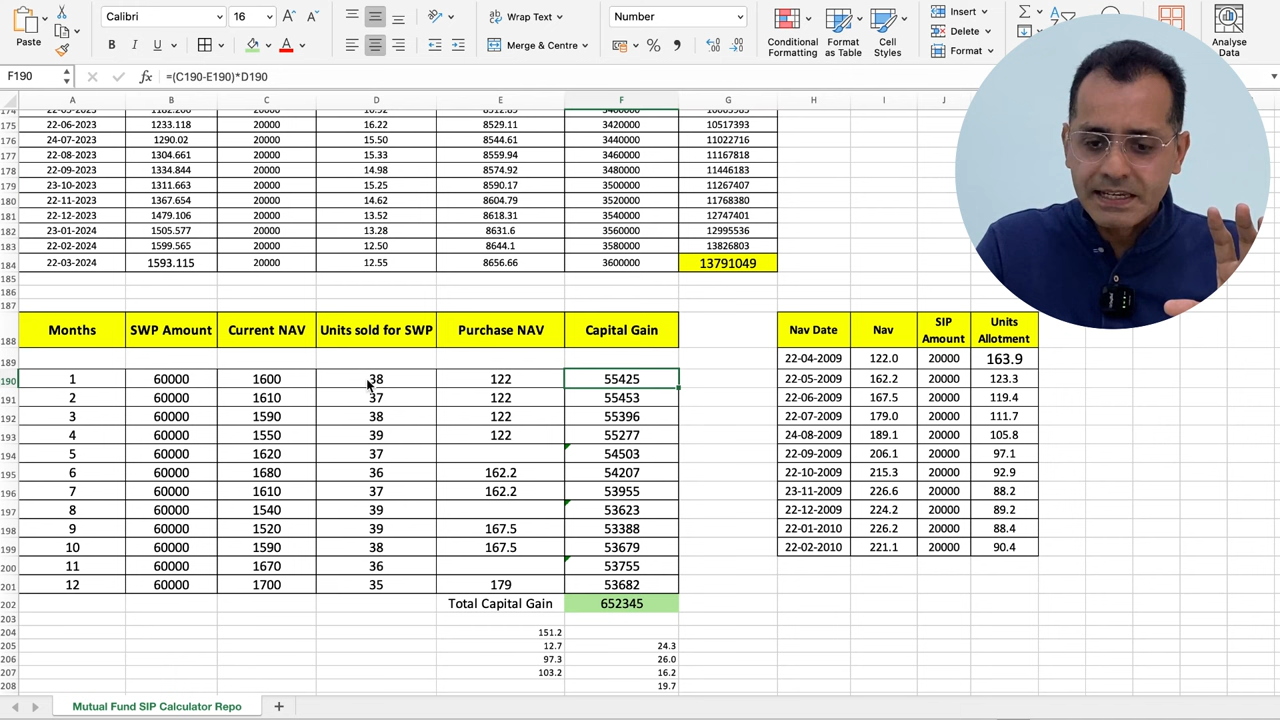 Calibri 16 Wrap Text Number Insert
Paste Merge & Centre Conditional Formatting Format as Table Cell Styles Delete Format Analyse Data
F190 fx =(C190-E190)*D190
A B C D E F G H I J K
175 22-06-2023 1233.118 20000 16.22 8529.11 3420000 10517393
176 24-07-2023 1290.02 20000 15.50 8544.61 3440000 11022716
177 22-08-2023 1304.661 20000 15.33 8559.94 3460000 11167818
178 22-09-2023 1334.844 20000 14.98 8574.92 3480000 11446183
179 23-10-2023 1311.663 20000 15.25 8590.17 3500000 11267407
180 22-11-2023 1367.654 20000 14.62 8604.79 3520000 11768380
181 22-12-2023 1479.106 20000 13.52 8618.31 3540000 12747401
182 23-01-2024 1505.577 20000 13.28 8631.6 3560000 12995536
183 22-02-2024 1599.565 20000 12.50 8644.1 3580000 13826803
184 22-03-2024 1593.115 20000 12.55 8656.66 3600000 13791049
185
186
187
188 Months SWP Amount Current NAV Units sold for SWP Purchase NAV Capital Gain Nav Date Nav SIP Amount Units Allotment
189 22-04-2009 122.0 20000 163.9
190 1 60000 1600 38 122 55425 22-05-2009 162.2 20000 123.3
191 2 60000 1610 37 122 55453 22-06-2009 167.5 20000 119.4
192 3 60000 1590 38 122 55396 22-07-2009 179.0 20000 111.7
193 4 60000 1550 39 122 55277 24-08-2009 189.1 20000 105.8
194 5 60000 1620 37 54503 22-09-2009 206.1 20000 97.1
195 6 60000 1680 36 162.2 54207 22-10-2009 215.3 20000 92.9
196 7 60000 1610 37 162.2 53955 23-11-2009 226.6 20000 88.2
197 8 60000 1540 39 53623 22-12-2009 224.2 20000 89.2
198 9 60000 1520 39 167.5 53388 22-01-2010 226.2 20000 88.4
199 10 60000 1590 38 167.5 53679 22-02-2010 221.1 20000 90.4
200 11 60000 1670 36 53755
201 12 60000 1700 35 179 53682
202 Total Capital Gain 652345
203
204 151.2
205 12.7 24.3
206 97.3 26.0
207 103.2 16.2
208 19.7
Mutual Fund SIP Calculator Repo